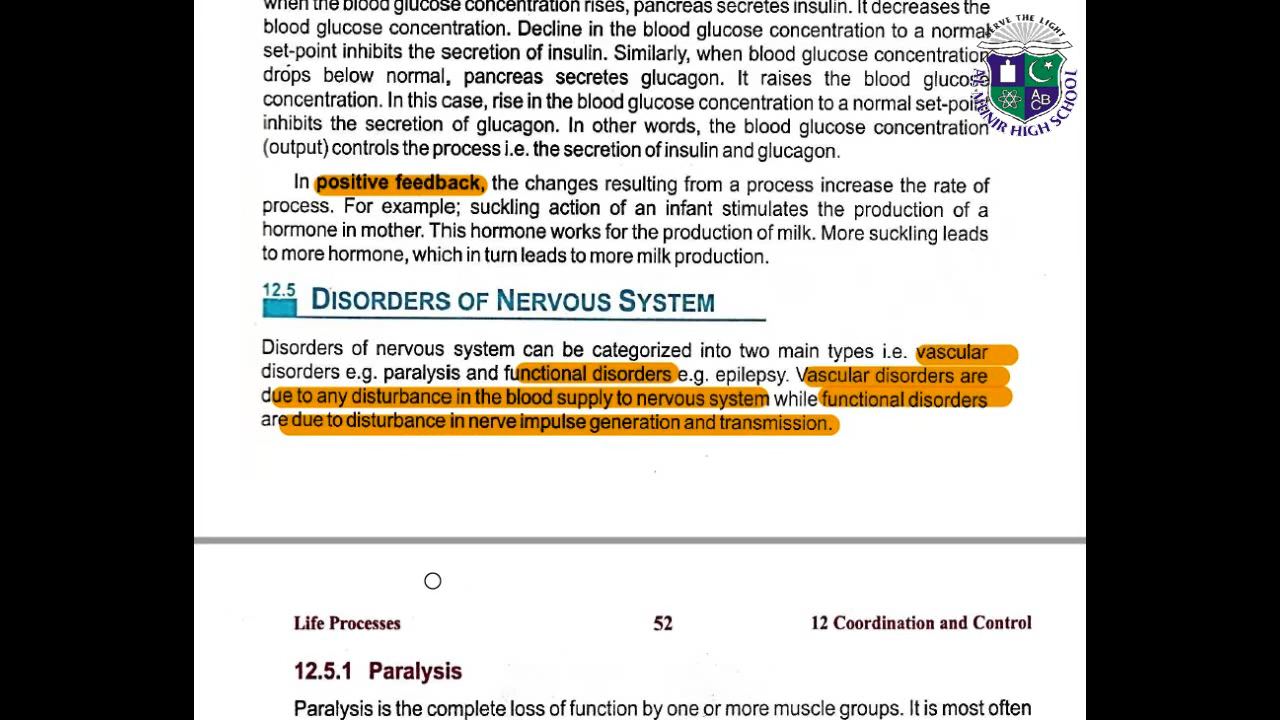 when the blood glucose concentration rises, pancreas secretes insulin. It decreases the
blood glucose concentration. Decline in the blood glucose concentration to a normal
set-point inhibits the secretion of insulin. Similarly, when blood glucose concentration
drops below normal, pancreas secretes glucagon. It raises the blood glucose
concentration. In this case, rise in the blood glucose concentration to a normal set-point
inhibits the secretion of glucagon. In other words, the blood glucose concentration
(output) controls the process i.e. the secretion of insulin and glucagon.
In positive feedback, the changes resulting from a process increase the rate of
process. For example; suckling action of an infant stimulates the production of a
hormone in mother. This hormone works for the production of milk. More suckling leads
to more hormone, which in turn leads to more milk production.
12.5 DISORDERS OF NERVOUS SYSTEM
Disorders of nervous system can be categorized into two main types i.e. vascular
disorders e.g. paralysis and functional disorders e.g. epilepsy. Vascular disorders are
due to any disturbance in the blood supply to nervous system while functional disorders
are due to disturbance in nerve impulse generation and transmission.
Life Processes 52 12 Coordination and Control
12.5.1 Paralysis
Paralysis is the complete loss of function by one or more muscle groups. It is most often
THE LIGHT
HIGH SCHOOL
A B C